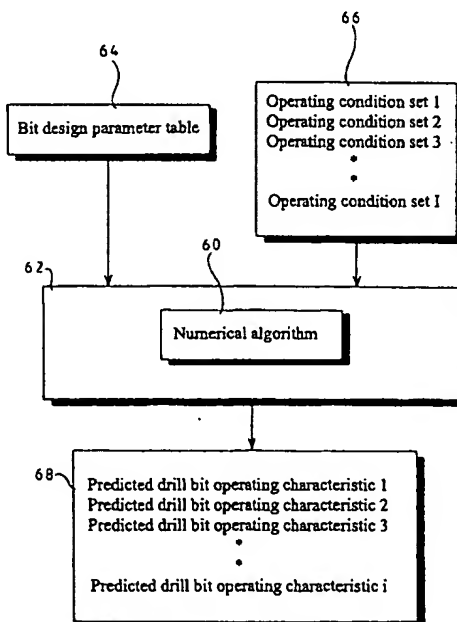 64
66
Bit design parameter table
Operating condition set 1
Operating condition set 2
Operating condition set 3
*
*
Operating condition set I
62
60
Numerical algorithm
68
Predicted drill bit operating characteristic 1
Predicted drill bit operating characteristic 2
Predicted drill bit operating characteristic 3
*
*
Predicted drill bit operating characteristic i